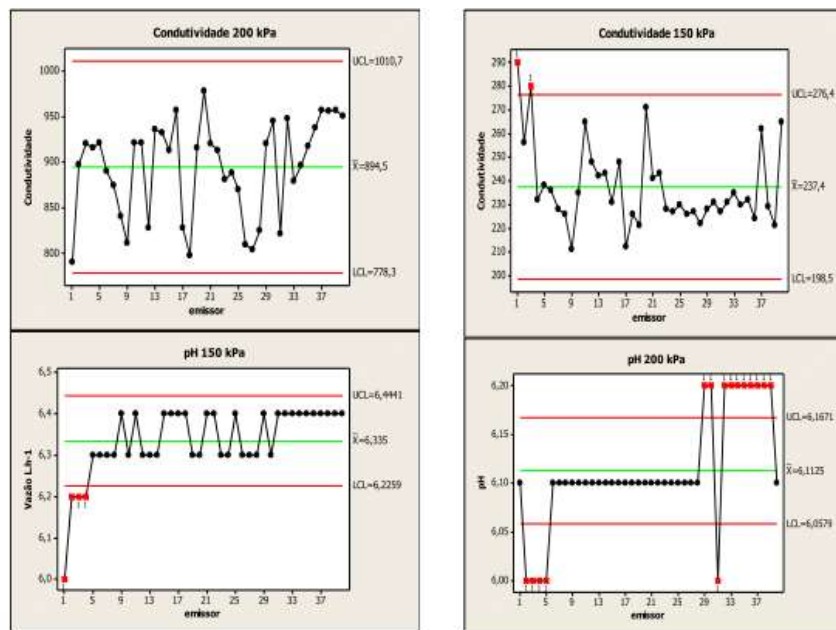 Condutividade 200 kPa
Condutividade
1000
900
800
UCL=1010,7
X=894,5
LCL=778,3
1 5 9 13 17 21 25 29 33 37
emissor
Condutividade 150 kPa
Condutividade
290
280
270
260
250
240
230
220
210
200
1
1
UCL=276,4
X=237,4
LCL=198,5
1 5 9 13 17 21 25 29 33 37
emissor
pH 150 kPa
Vazão L.h-1
6,5
6,4
6,3
6,2
6,1
6,0
UCL=6,4441
X=6,335
LCL=6,2259
1 5 9 13 17 21 25 29 33 37
emissor
pH 200 kPa
pH
6,20
6,15
6,10
6,05
6,00
UCL=6,1671
X=6,1125
LCL=6,0579
1 5 9 13 17 21 25 29 33 37
emissor